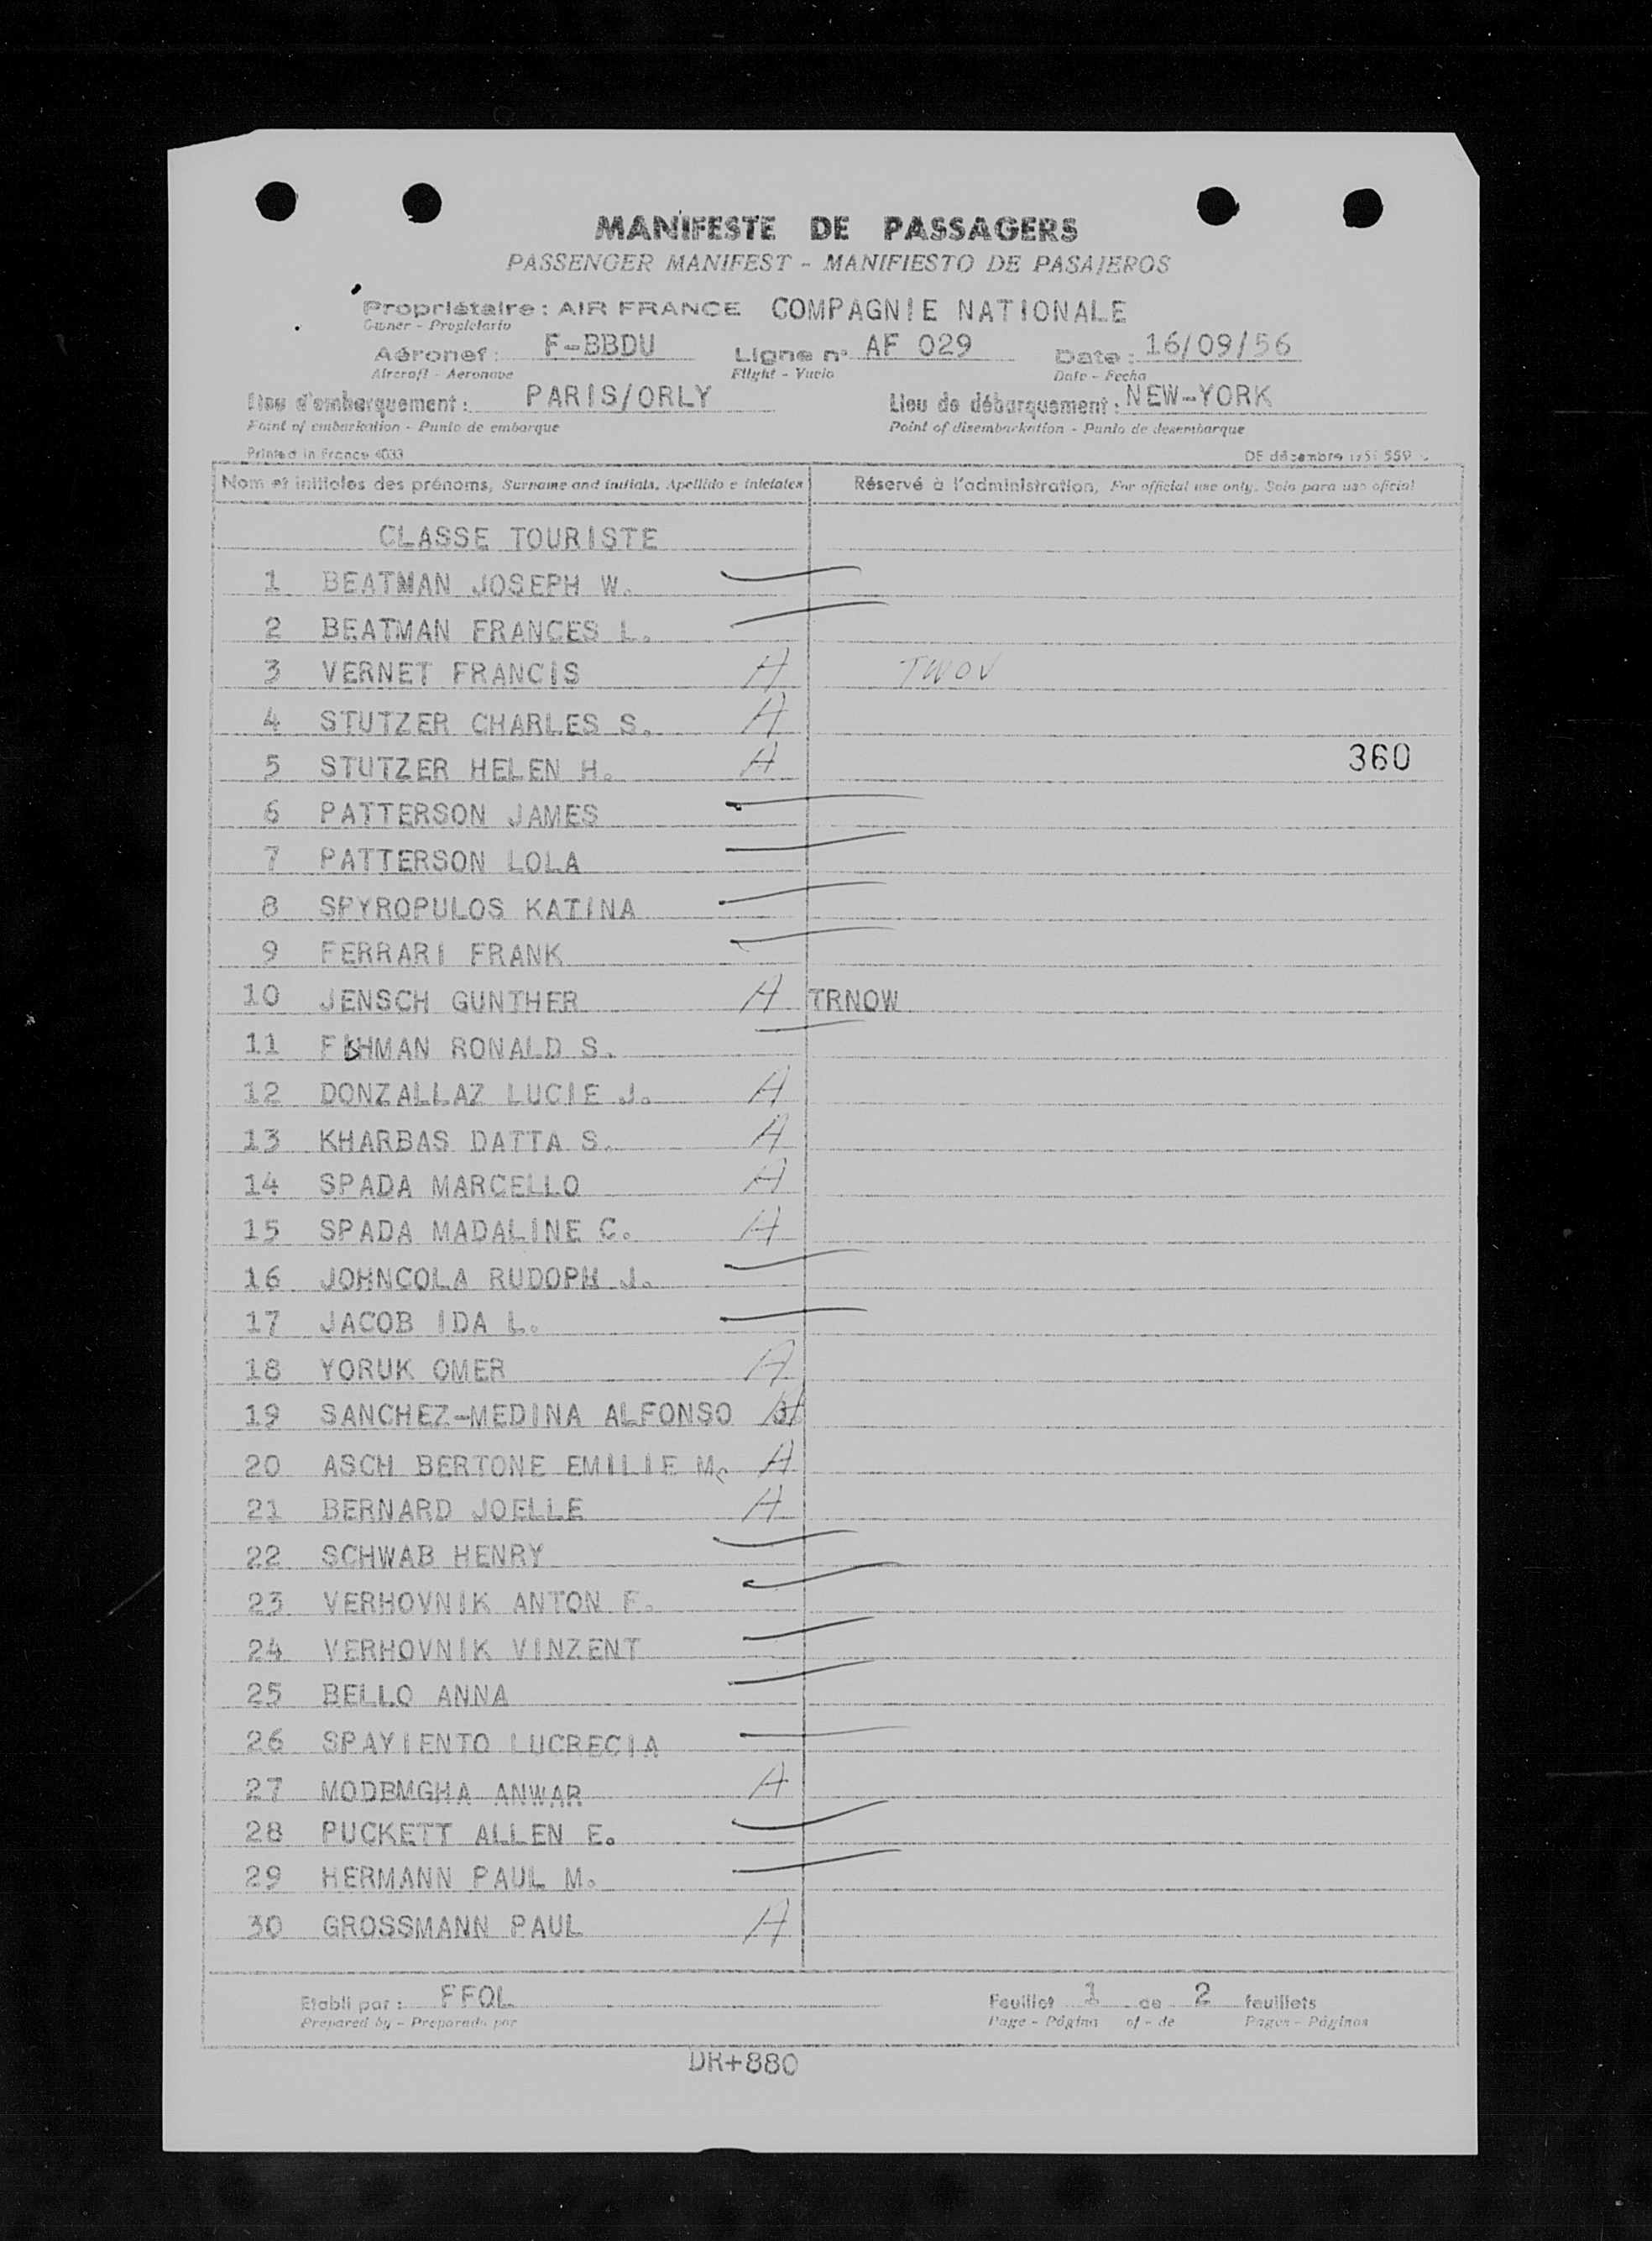 MANIFESTE DE PASSAGERS
PASSENGER MANIFEST - MANIFIESTO DE PASAJEROS
Propriétaire : AIR FRANCE COMPAGNIE NATIONALE
Owner - Propietario
Aéronef : F-BBDU Ligne n° AF 029 Date : 16/09/56
Aircraft - Aeronave Flight - Vuelo Date - Fecha
Lieu d'embarquement : PARIS/ORLY Lieu de débarquement : NEW-YORK
Point of embarkation - Punto de embarque Point of disembarkation - Punto de desembarque
Printed in France 4033 DE décembre
Nom et initiales des prénoms, Surname and initials, Apellido e iniciales Réservé à l'administration, For official use only. Solo para uso oficial
CLASSE TOURISTE
1 BEATMAN JOSEPH W.
2 BEATMAN FRANCES L.
3 VERNET FRANCIS A TWOV
4 STUTZER CHARLES S. A
5 STUTZER HELEN H. A 360
6 PATTERSON JAMES
7 PATTERSON LOLA
8 SPYROPULOS KATINA
9 FERRARI FRANK
10 JENSCH GUNTHER A TRNOW
11 FISHMAN RONALD S.
12 DONZALLAZ LUCIE J. A
13 KHARBAS DATTA S. A
14 SPADA MARCELLO A
15 SPADA MADALINE C. A
16 JOHNCOLA RUDOPH J.
17 JACOB IDA L.
18 YORUK OMER A
19 SANCHEZ-MEDINA ALFONSO
20 ASCH BERTONE EMILIE M. A
21 BERNARD JOELLE A
22 SCHWAB HENRY
23 VERHOVNIK ANTON F.
24 VERHOVNIK VINZENT
25 BELLO ANNA
26 SPAYIENTO LUCRECIA
27 MODBMGHA ANWAR A
28 PUCKETT ALLEN E.
29 HERMANN PAUL M.
30 GROSSMANN PAUL A
Etabli par : FFOL Feuillet 1 de 2 feuillets
Prepared by - Preparado por Page - Página of - de Pages - Páginas
DR+880